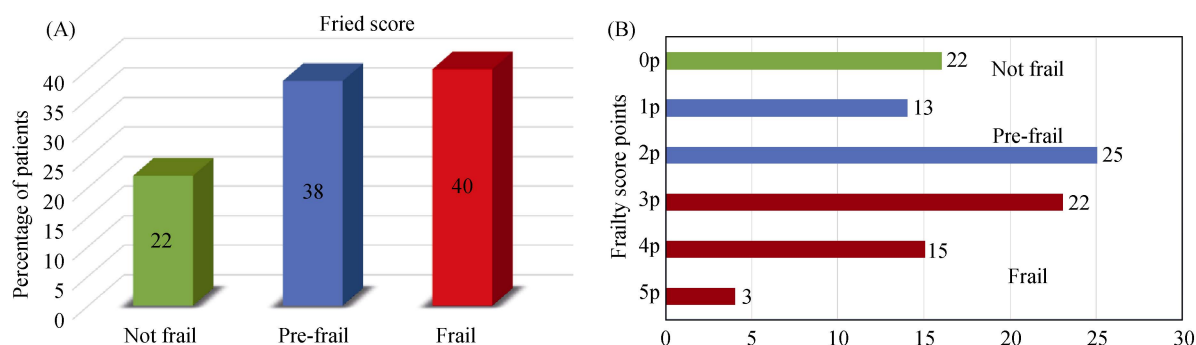 (A)
Fried score
Percentage of patients
40
35
30
25
20
15
10
5
0
22
38
40
Not frail
Pre-frail
Frail
(B)
Frailty score points
0p
22
Not frail
1p
13
Pre-frail
2p
25
3p
22
4p
15
Frail
5p
3
0
5
10
15
20
25
30